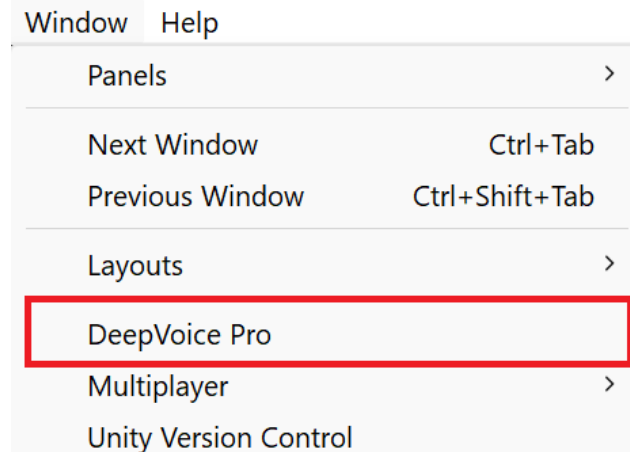 Window Help
Panels
Next Window Ctrl+Tab
Previous Window Ctrl+Shift+Tab
Layouts
DeepVoice Pro
Multiplayer
Unity Version Control